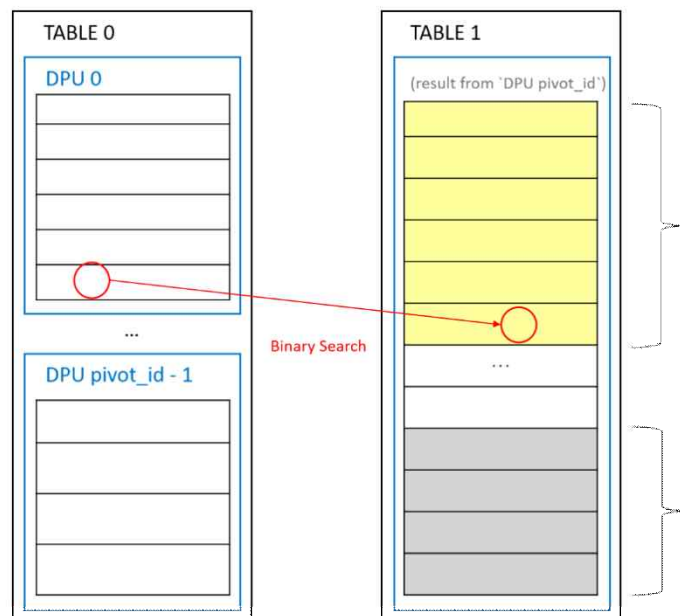 TABLE 0
DPU 0
...
DPU pivot_id - 1
Binary Search
TABLE 1
(result from `DPU pivot_id`)
...